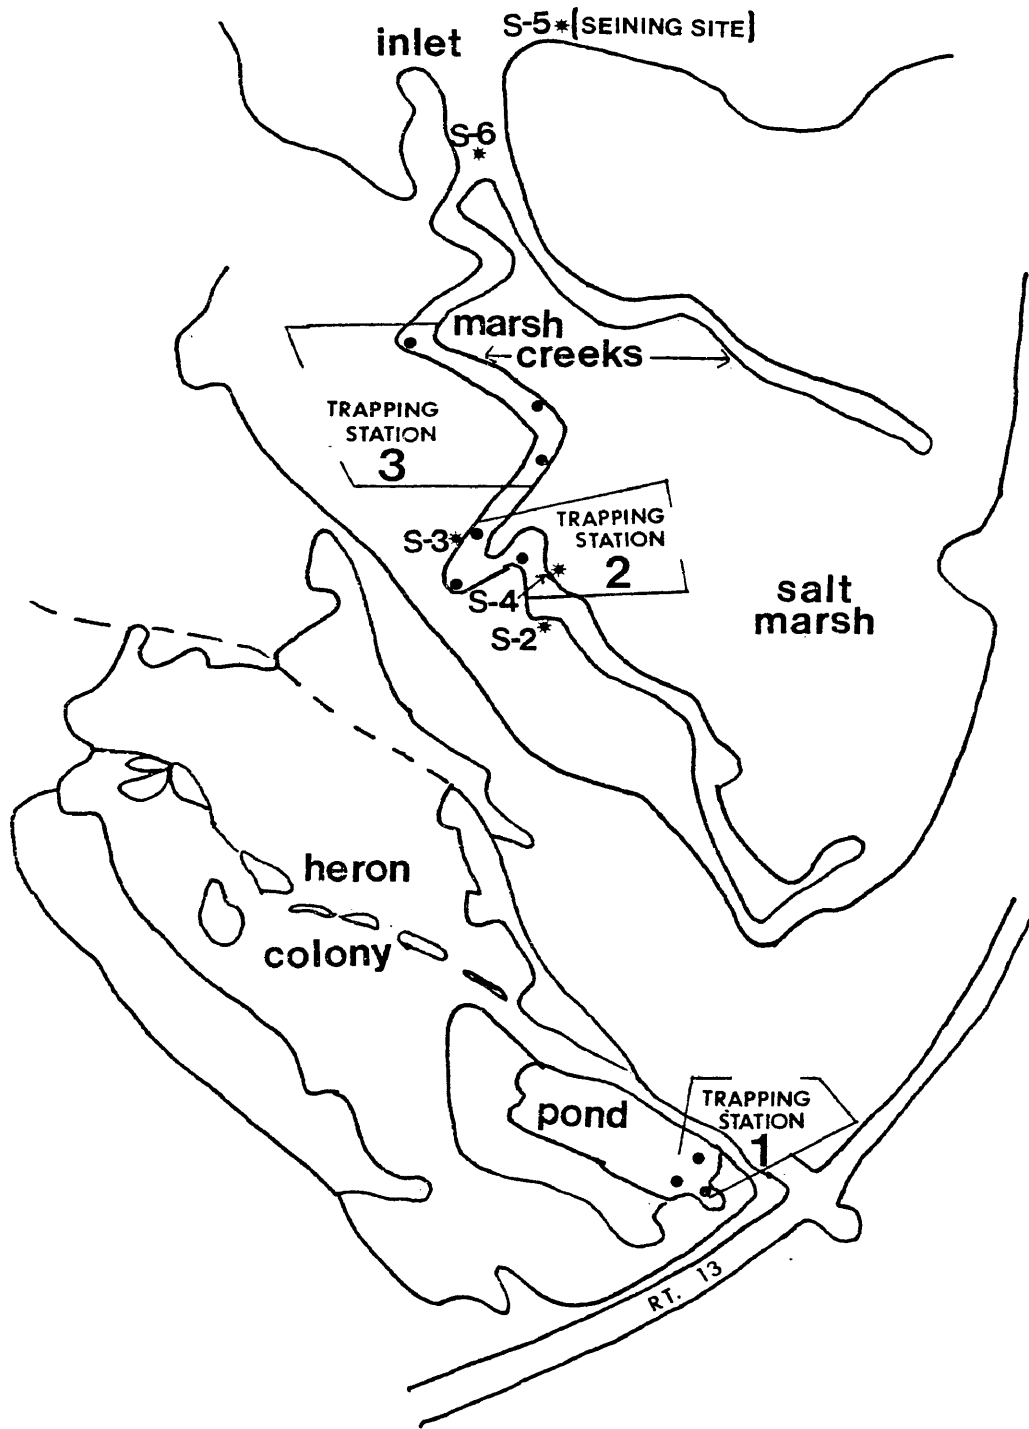 S-5*[SEINING SITE]
inlet
S-6
*
marsh
creeks
TRAPPING
STATION
3
S-3*
TRAPPING
STATION
2
*
S-4
S-2*
salt
marsh
heron
colony
TRAPPING
STATION
1
pond
RT. 13